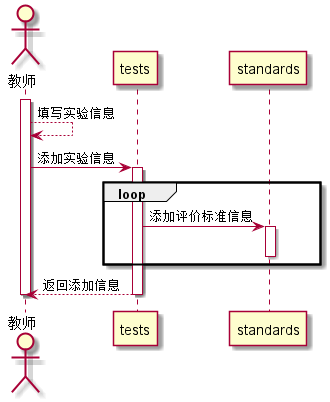 教师
tests
standards
填写实验信息
添加实验信息
loop
添加评价标准信息
返回添加信息
教师
tests
standards